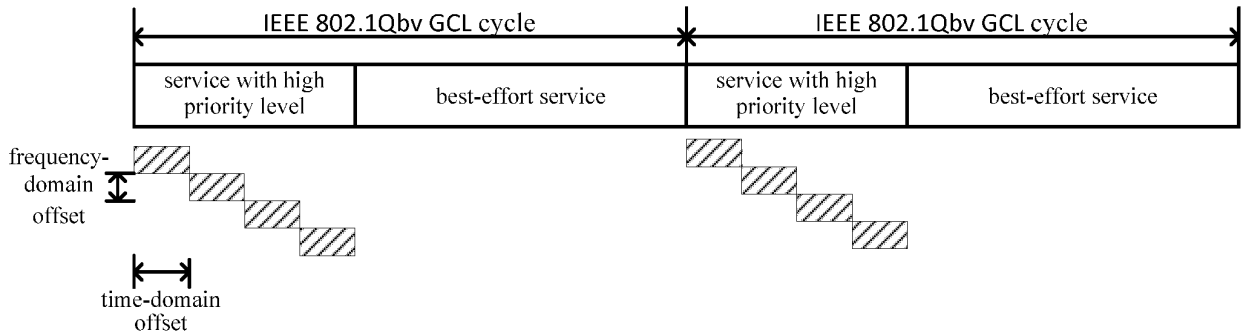 IEEE 802.1Qbv GCL cycle
IEEE 802.1Qbv GCL cycle
service with high
priority level
best-effort service
service with high
priority level
best-effort service
frequency-
domain
offset
time-domain
offset